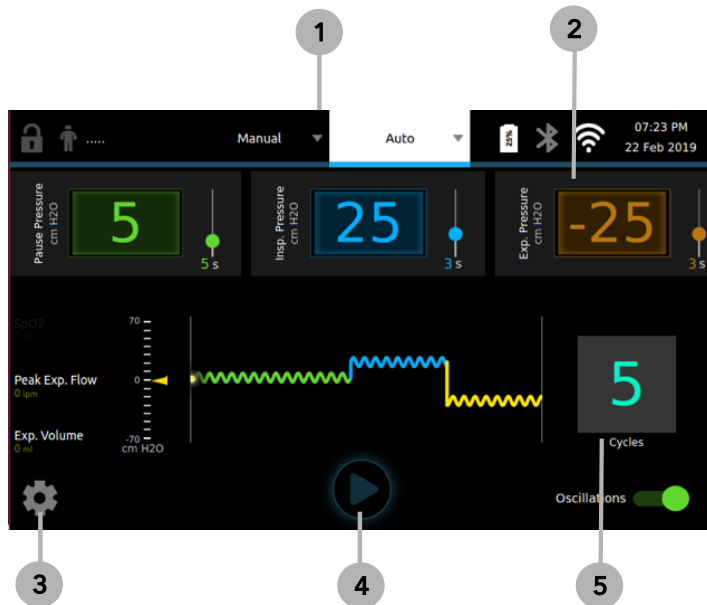 1
2
.....
Manual
Auto
25%
07:23 PM
22 Feb 2019
Pause Pressure
cm H2O
5
5 s
Insp. Pressure
cm H2O
25
3 s
Exp. Pressure
cm H2O
-25
3 s
SpO2
70
Peak Exp. Flow
0 lpm
0
Exp. Volume
0 ml
-70
cm H2O
5
Cycles
Oscillations
3
4
5